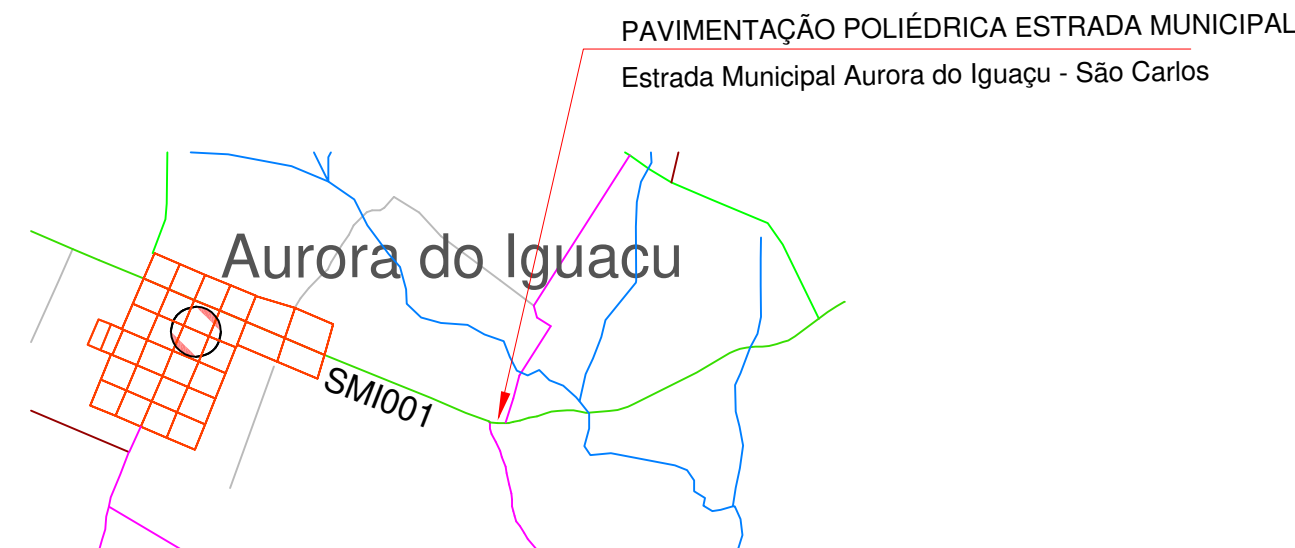 PAVIMENTAÇÃO POLIÉDRICA ESTRADA MUNICIPAL
Estrada Municipal Aurora do Iguaçu - São Carlos
Aurora do Iguacu
SMI001